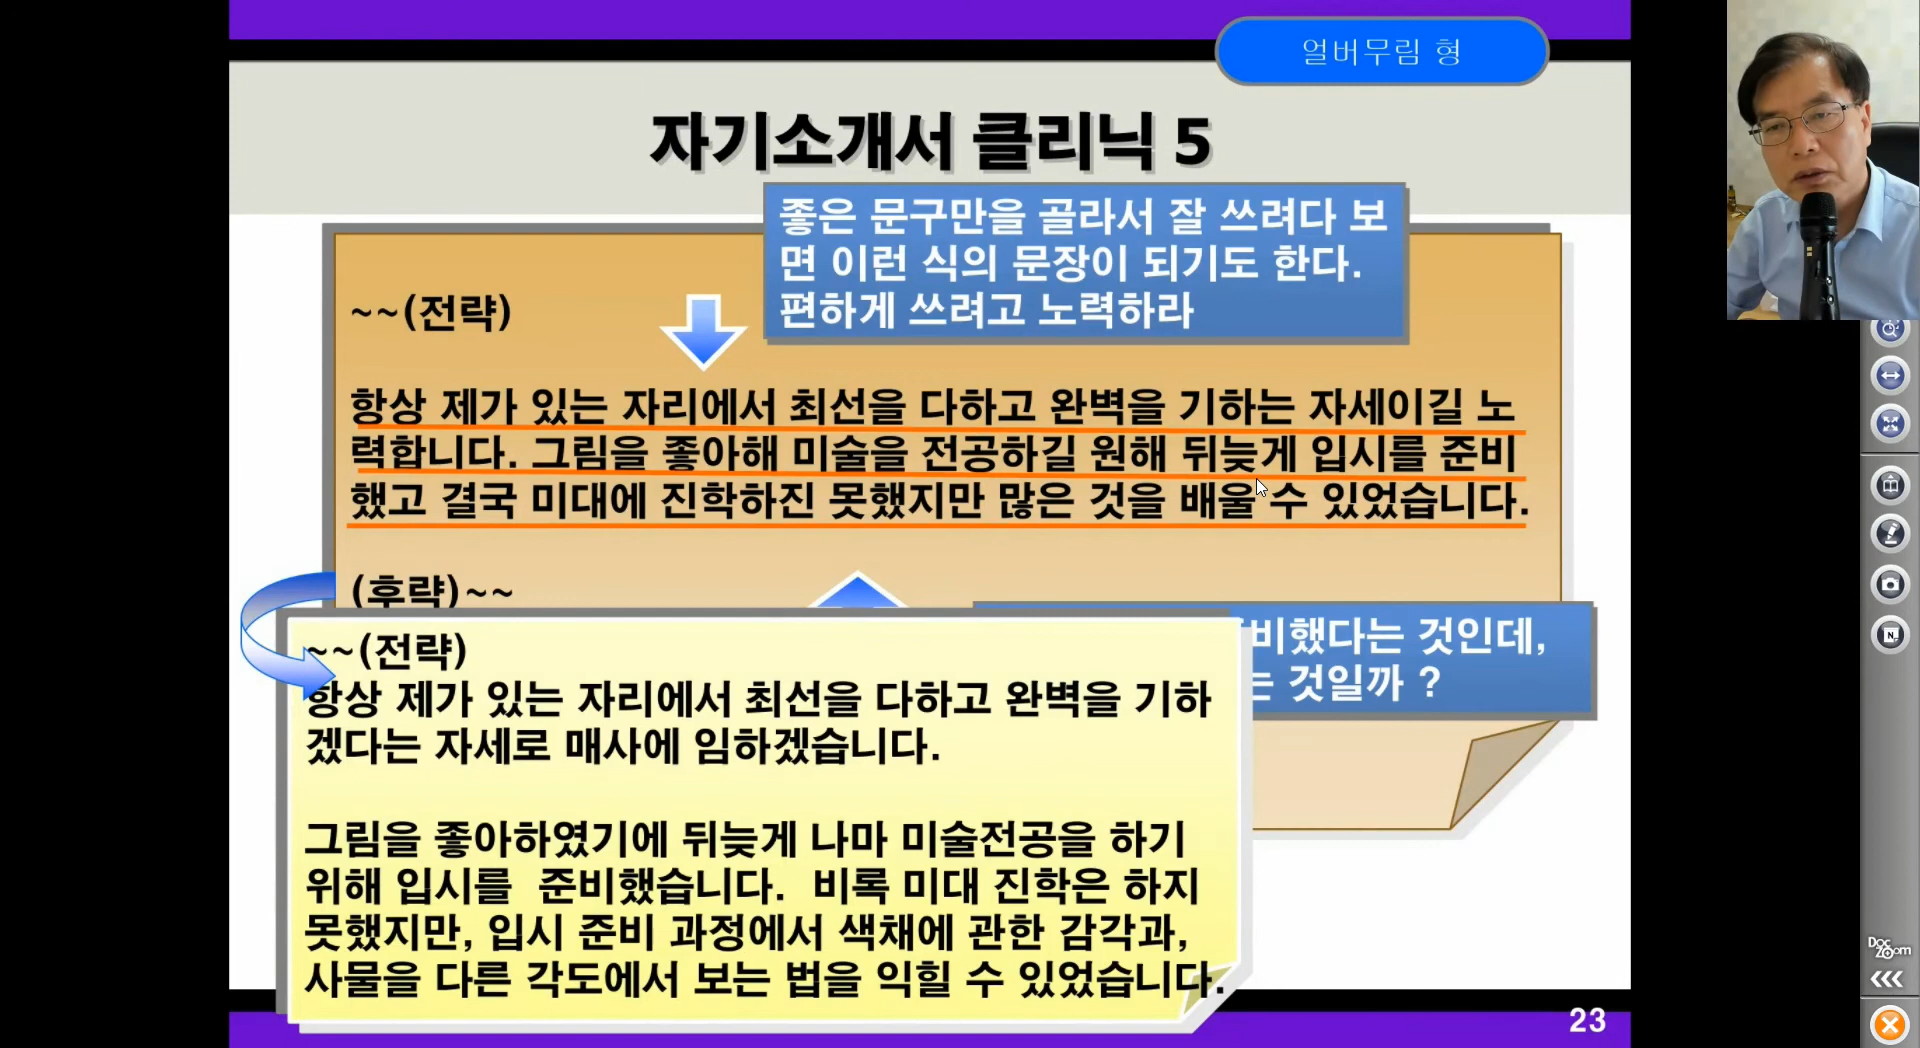 얼버무림 형
자기소개서 클리닉 5
좋은 문구만을 골라서 잘 쓰려다 보
면 이런 식의 문장이 되기도 한다.
편하게 쓰려고 노력하라
~~(전략)
항상 제가 있는 자리에서 최선을 다하고 완벽을 기하는 자세이길 노
력합니다. 그림을 좋아해 미술을 전공하길 원해 뒤늦게 입시를 준비
했고 결국 미대에 진학하진 못했지만 많은 것을 배울 수 있었습니다.
(후략)~~
비했다는 것인데,
는 것일까 ?
~~(전략)
항상 제가 있는 자리에서 최선을 다하고 완벽을 기하
겠다는 자세로 매사에 임하겠습니다.
그림을 좋아하였기에 뒤늦게 나마 미술전공을 하기
위해 입시를 준비했습니다. 비록 미대 진학은 하지
못했지만, 입시 준비 과정에서 색채에 관한 감각과,
사물을 다른 각도에서 보는 법을 익힐 수 있었습니다.
23
Doc
Zoom